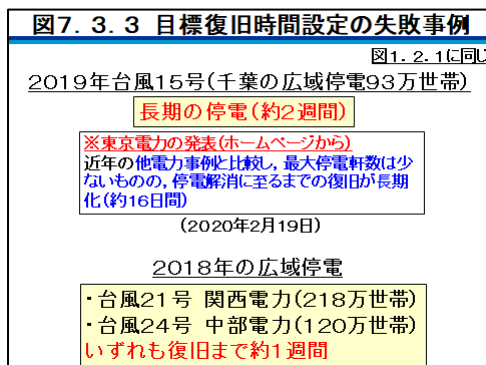 図7.3.3 目標復旧時間設定の失敗事例
図1.2.1に同じ
2019年台風15号(千葉の広域停電93万世帯)
長期の停電(約2週間)
※東京電力の発表(ホームページから)
近年の他電力事例と比較し,最大停電軒数は少
ないものの,停電解消に至るまでの復旧が長期
化(約16日間)
(2020年2月19日)
2018年の広域停電
・台風21号 関西電力(218万世帯)
・台風24号 中部電力(120万世帯)
いずれも復旧まで約1週間